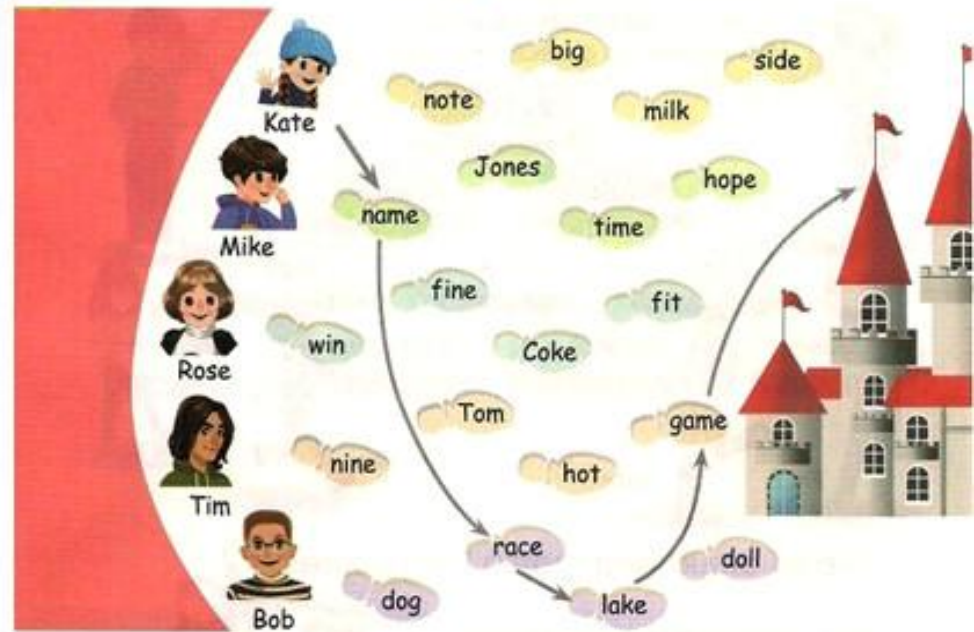 Kate
Mike
Rose
Tim
Bob
big
side
note
milk
Jones
hope
name
time
fine
fit
win
Coke
Tom
game
nine
hot
race
doll
dog
lake